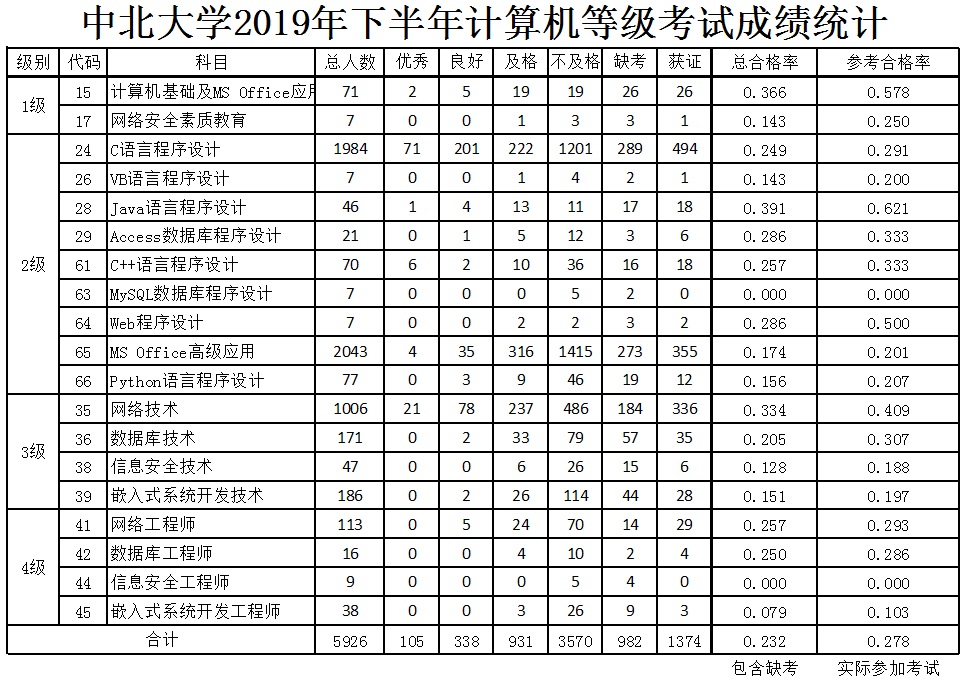 中北大学2019年下半年计算机等级考试成绩统计
级别 代码 科目 总人数 优秀 良好 及格 不及格 缺考 获证 总合格率 参考合格率
1级 15 计算机基础及MS Office应 71 2 5 19 19 26 26 0.366 0.578
17 网络安全素质教育 7 0 0 1 3 3 1 0.143 0.250
2级 24 C语言程序设计 1984 71 201 222 1201 289 494 0.249 0.291
26 VB语言程序设计 7 0 0 1 4 2 1 0.143 0.200
28 Java语言程序设计 46 1 4 13 11 17 18 0.391 0.621
29 Access数据库程序设计 21 0 1 5 12 3 6 0.286 0.333
61 C++语言程序设计 70 6 2 10 36 16 18 0.257 0.333
63 MySQL数据库程序设计 7 0 0 0 5 2 0 0.000 0.000
64 Web程序设计 7 0 0 2 2 3 2 0.286 0.500
65 MS Office高级应用 2043 4 35 316 1415 273 355 0.174 0.201
66 Python语言程序设计 77 0 3 9 46 19 12 0.156 0.207
3级 35 网络技术 1006 21 78 237 486 184 336 0.334 0.409
36 数据库技术 171 0 2 33 79 57 35 0.205 0.307
38 信息安全技术 47 0 0 6 26 15 6 0.128 0.188
39 嵌入式系统开发技术 186 0 2 26 114 44 28 0.151 0.197
4级 41 网络工程师 113 0 5 24 70 14 29 0.257 0.293
42 数据库工程师 16 0 0 4 10 2 4 0.250 0.286
44 信息安全工程师 9 0 0 0 5 4 0 0.000 0.000
45 嵌入式系统开发工程师 38 0 0 3 26 9 3 0.079 0.103
合计 5926 105 338 931 3570 982 1374 0.232 0.278
包含缺考 实际参加考试